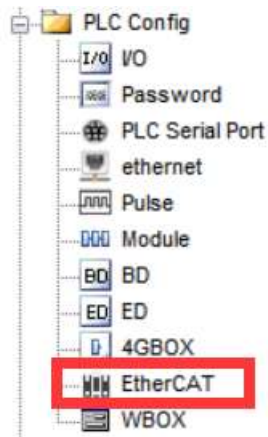 PLC Config
I/O I/O
Password
PLC Serial Port
ethernet
Pulse
Module
BD BD
ED ED
4GBOX
EtherCAT
WBOX